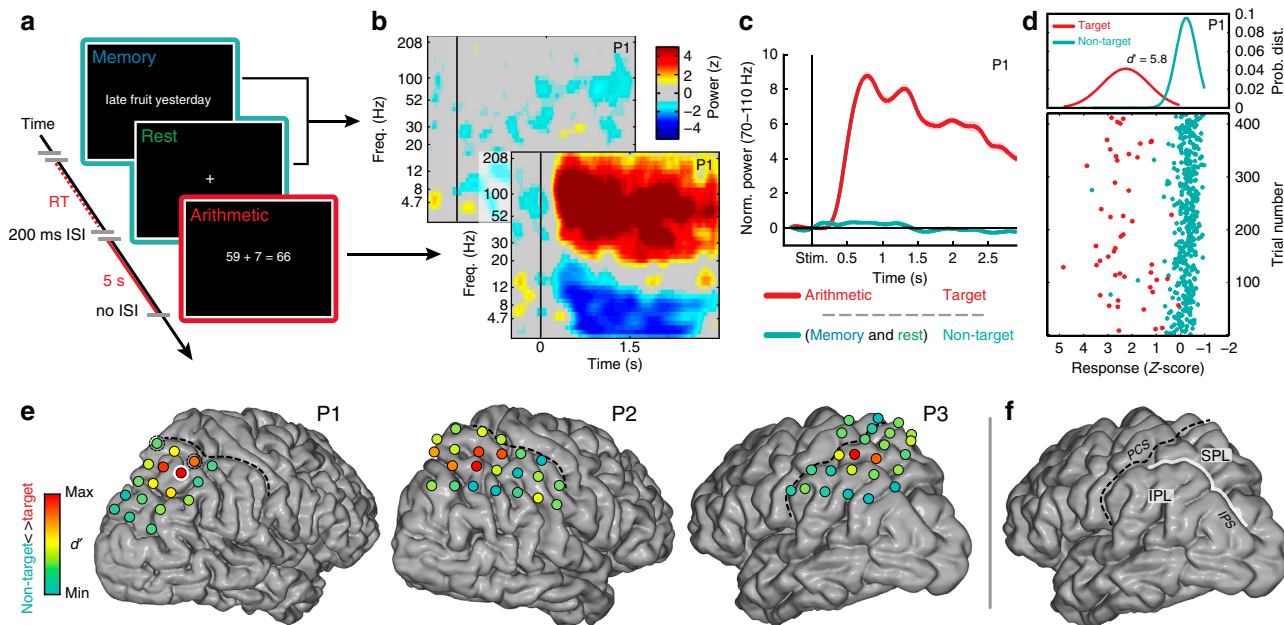 a
Memory
late fruit yesterday
Rest
+
Arithmetic
59 + 7 = 66
Time
RT
200 ms ISI
5 s
no ISI
b
P1
Freq. (Hz)
208
100
52
30
20
12
8
4.7
4
2
0
−2
−4
Power (z)
P1
Freq. (Hz)
208
100
52
30
20
12
8
4.7
0
1.5
Time (s)
c
P1
Norm. power (70–110 Hz)
10
8
6
4
2
0
Stim.
0.5
1
1.5
2
2.5
Time (s)
Arithmetic
Target
(Memory and rest)
Non-target
d
Target
Non-target
P1
d′ = 5.8
0.1
0.08
0.06
0.04
0.02
0
Prob. dist.
400
300
200
100
Trial number
5
4
3
2
1
0
−1
−2
Response (Z-score)
e
P1
P2
P3
Non-target< >target
Max
d′
Min
f
PCS
SPL
IPL
IPS